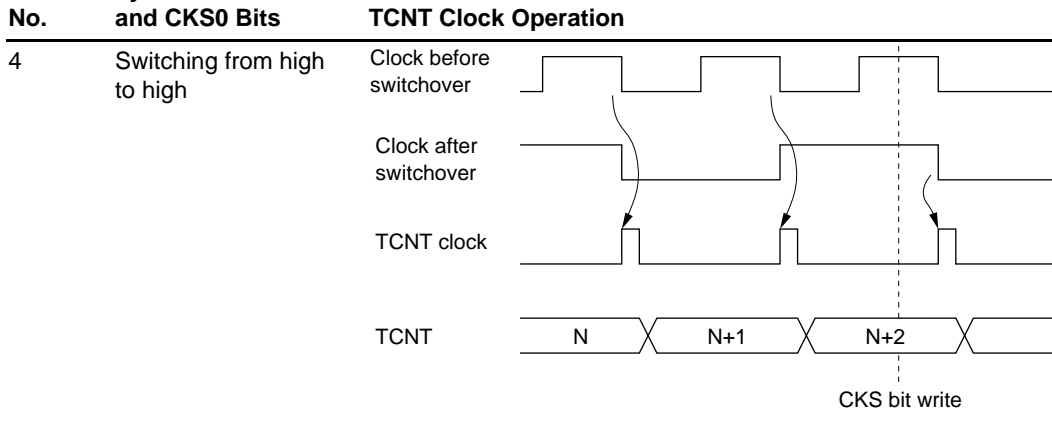 No. and CKS0 Bits TCNT Clock Operation
4 Switching from high to high
Clock before switchover
Clock after switchover
TCNT clock
TCNT N N+1 N+2
CKS bit write